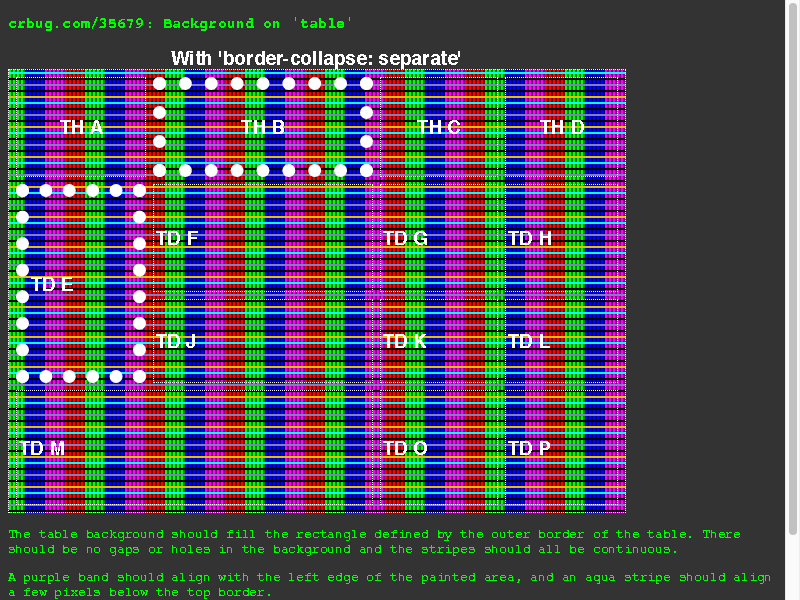 crbug.com/35679: Background on 'table'
With 'border-collapse: separate'
TH A TH B TH C TH D
TD F TD G TD H
TD E
TD J TD K TD L
TD M TD O TD P
The table background should fill the rectangle defined by the outer border of the table. There
should be no gaps or holes in the background and the stripes should all be continuous.
A purple band should align with the left edge of the painted area, and an aqua stripe should align
a few pixels below the top border.